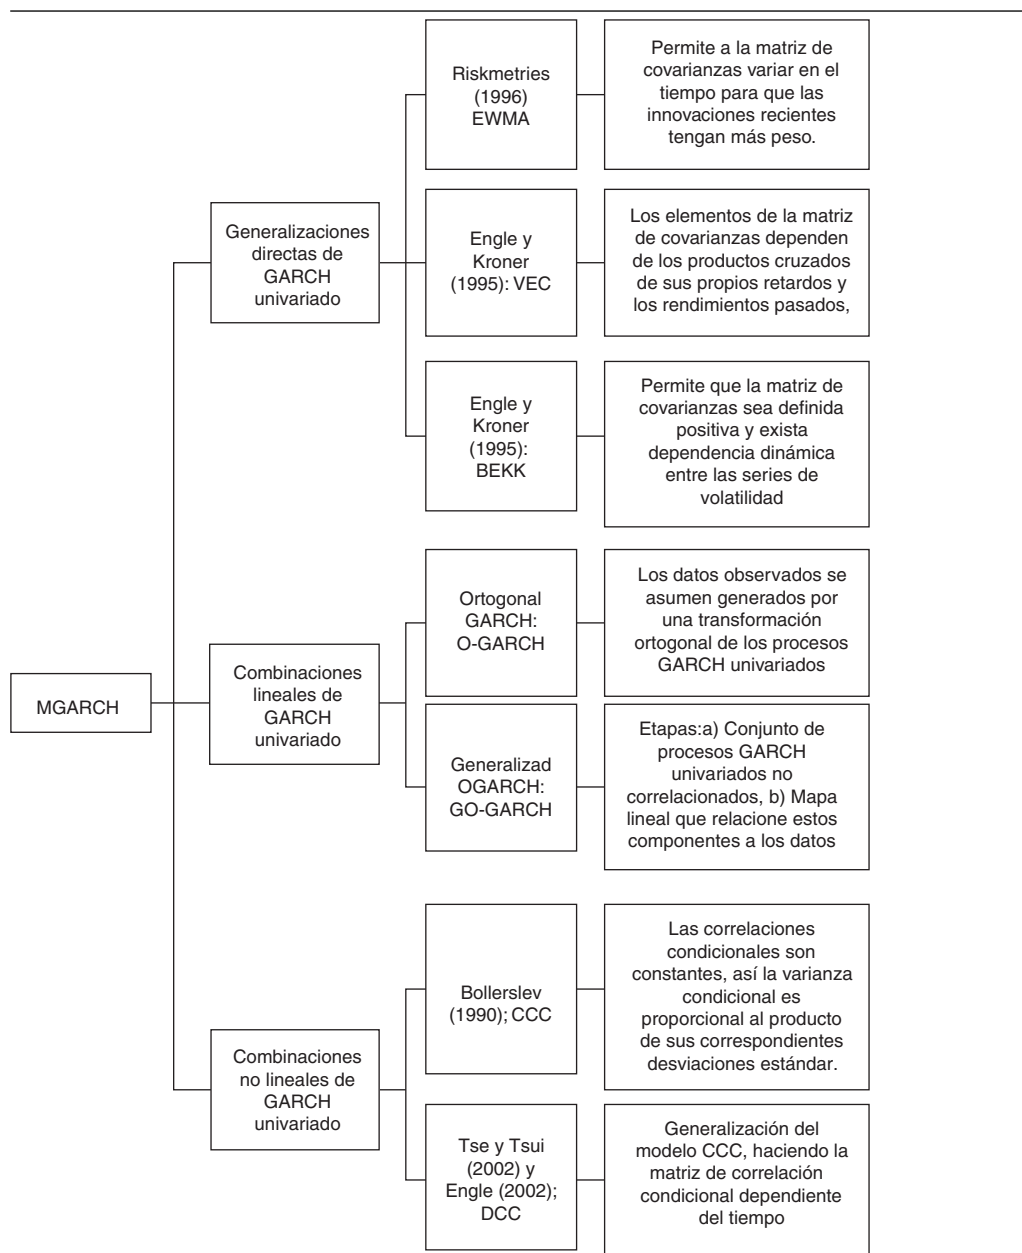 Riskmetries
(1996)
EWMA
Permite a la matriz de
covarianzas variar en el
tiempo para que las
innovaciones recientes
tengan más peso.
Generalizaciones
directas de
GARCH
univariado
Engle y
Kroner
(1995): VEC
Los elementos de la matriz
de covarianzas dependen
de los productos cruzados
de sus propios retardos y
los rendimientos pasados,
Engle y
Kroner
(1995):
BEKK
Permite que la matriz de
covarianzas sea definida
positiva y exista
dependencia dinámica
entre las series de
volatilidad
MGARCH
Combinaciones
lineales de
GARCH
univariado
Ortogonal
GARCH:
O-GARCH
Los datos observados se
asumen generados por
una transformación
ortogonal de los procesos
GARCH univariados
Generalizad
OGARCH:
GO-GARCH
Etapas:a) Conjunto de
procesos GARCH
univariados no
correlacionados, b) Mapa
lineal que relacione estos
componentes a los datos
Combinaciones
no lineales de
GARCH
univariado
Bollerslev
(1990); CCC
Las correlaciones
condicionales son
constantes, así la varianza
condicional es
proporcional al producto
de sus correspondientes
desviaciones estándar.
Tse y Tsui
(2002) y
Engle (2002);
DCC
Generalización del
modelo CCC, haciendo la
matriz de correlación
condicional dependiente
del tiempo